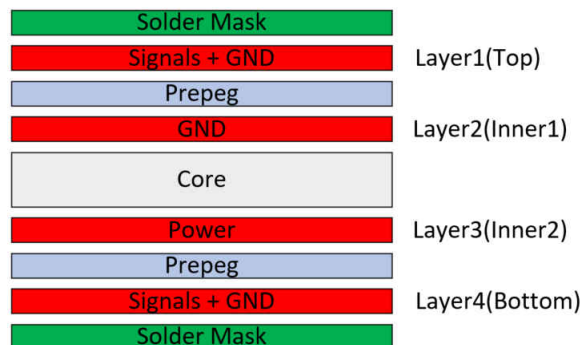 Solder Mask
Signals + GND Layer1(Top)
Prepeg
GND Layer2(Inner1)
Core
Power Layer3(Inner2)
Prepeg
Signals + GND Layer4(Bottom)
Solder Mask